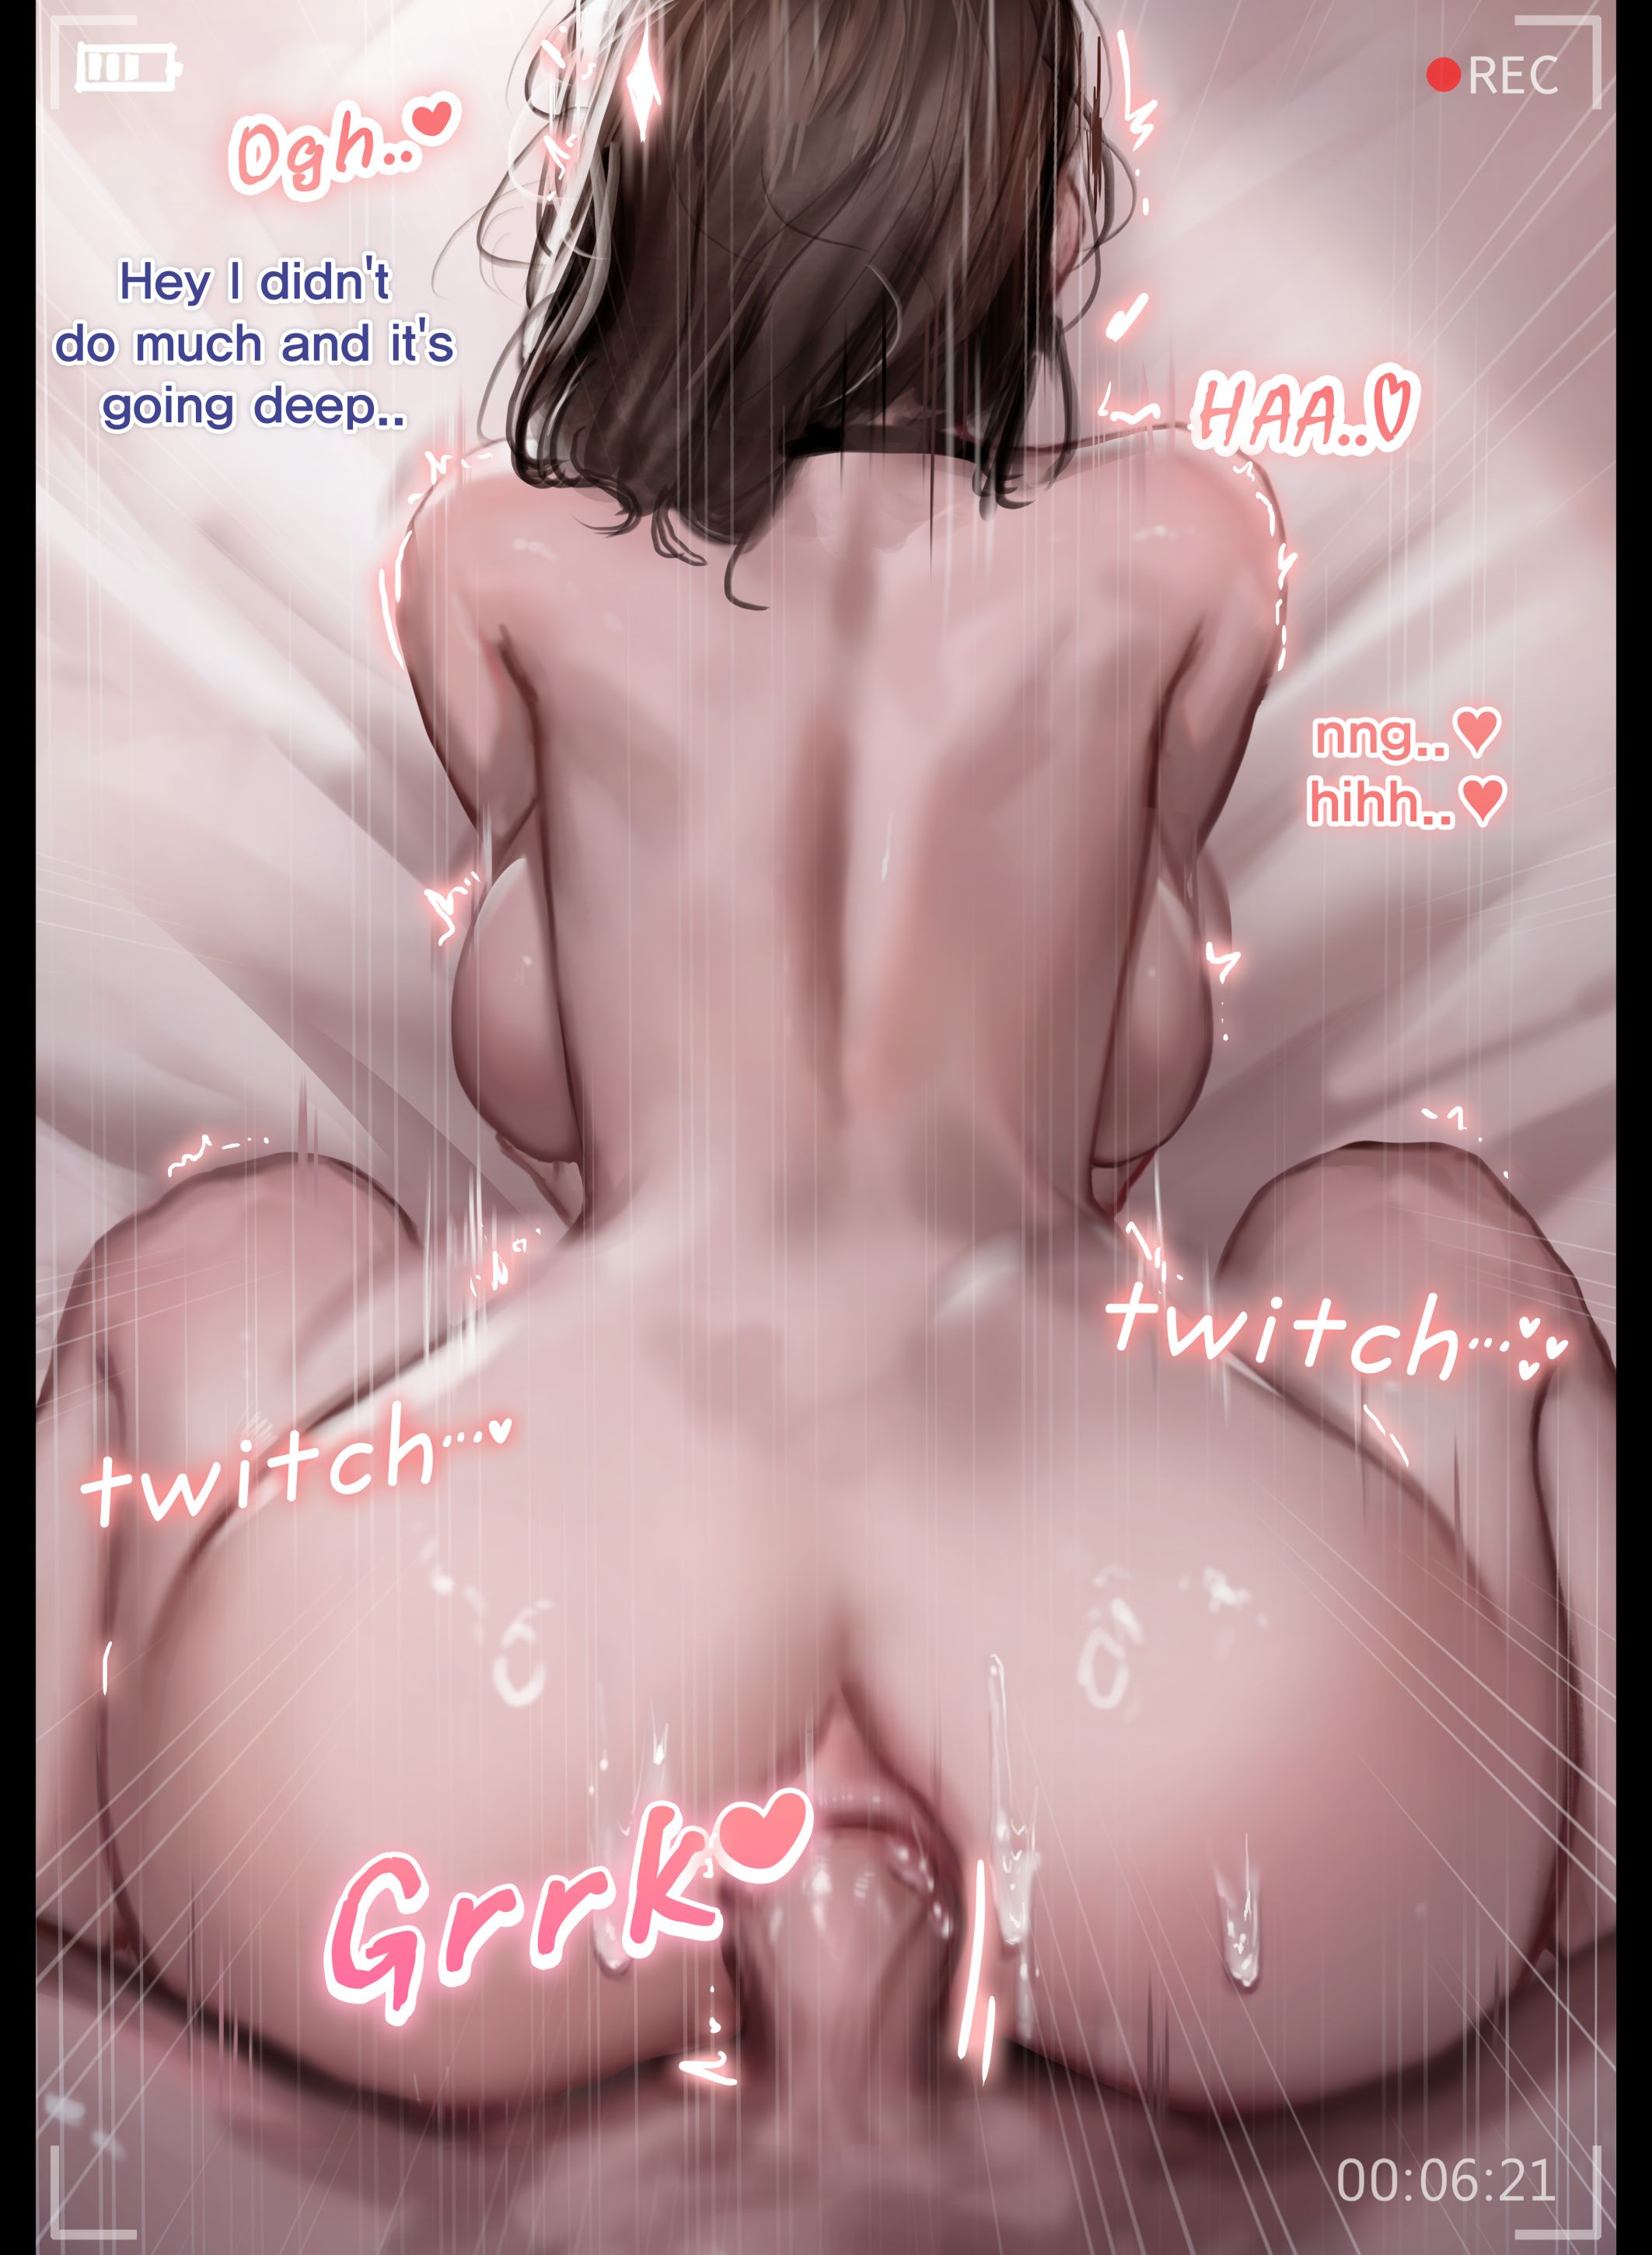 REC
Ogh..♥
Hey I didn't
do much and it's
going deep..
HAA..♡
nng..♥
hihh..♥
twitch...♥♥♥
twitch...♥
Grrk♥
00:06:21